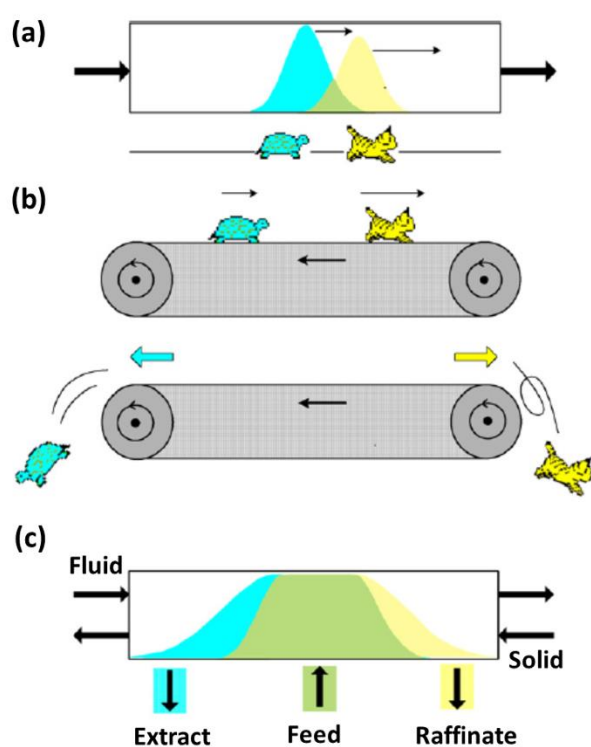 (a)
(b)
(c)
Fluid
Solid
Extract Feed Raffinate